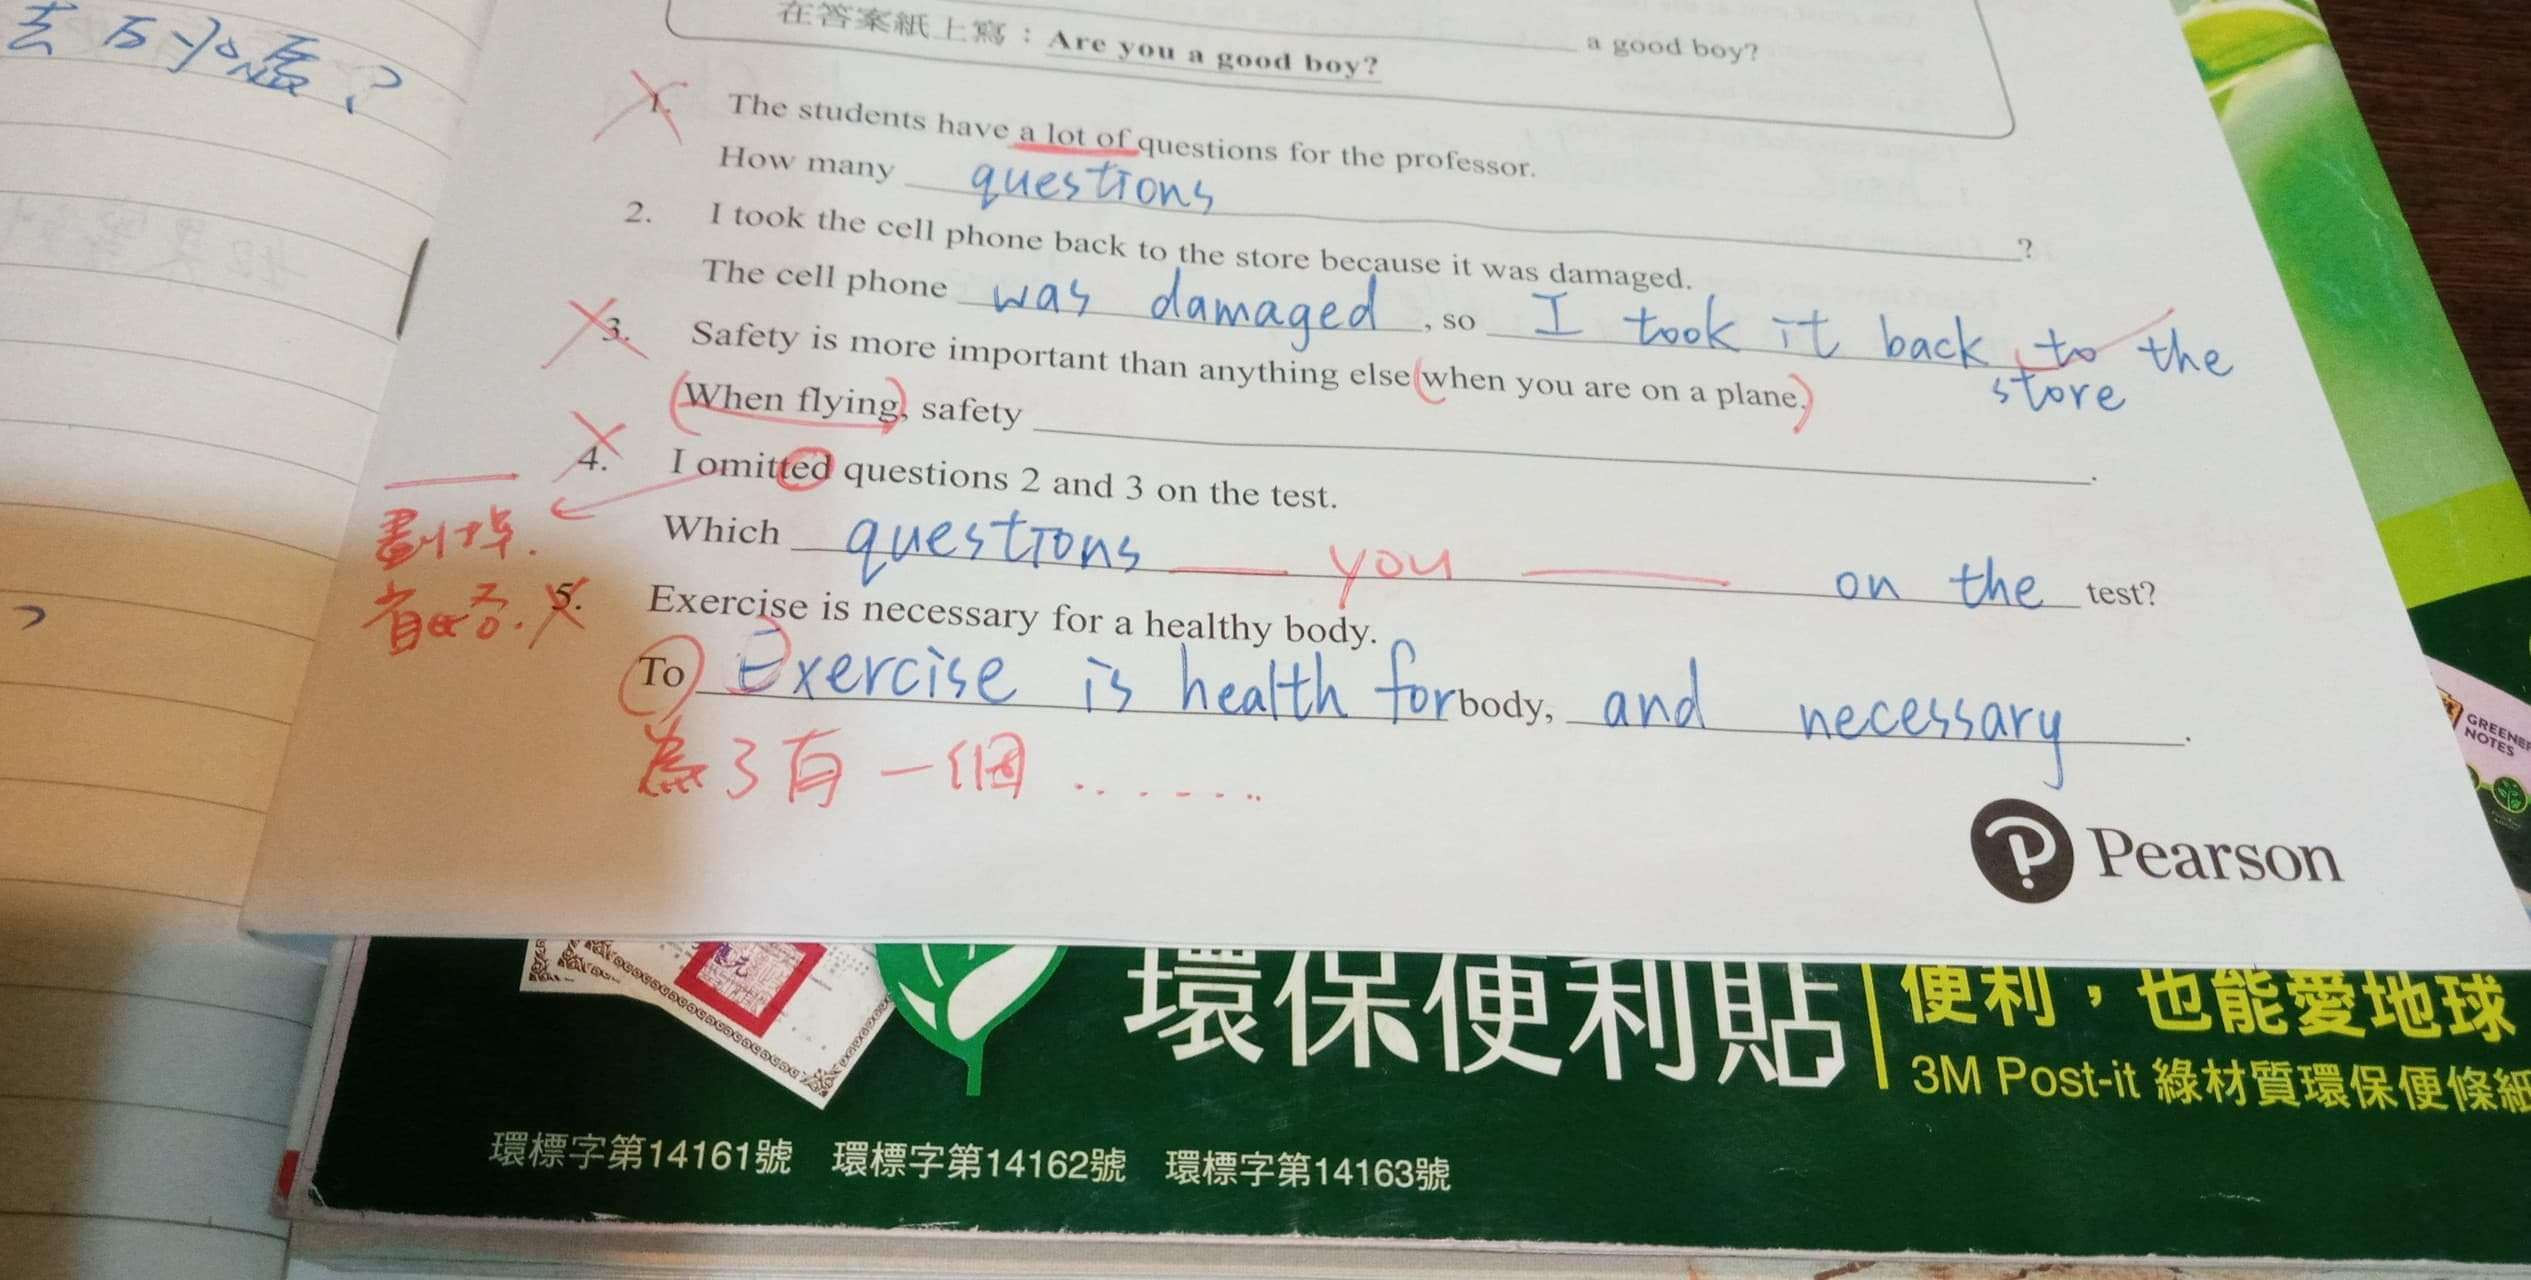 去 不 小島?
在答案紙上寫：Are you a good boy?
a good boy?
1. The students have a lot of questions for the professor.
How many questions ?
2. I took the cell phone back to the store because it was damaged.
The cell phone was damaged , so I took it back to the
store
3. Safety is more important than anything else when you are on a plane.
When flying, safety .
4. I omitted questions 2 and 3 on the test.
Which questions you on the test?
劃掉.
省略.
5. Exercise is necessary for a healthy body.
To Exercise is health for body, and necessary .
為了有一個 .......
Pearson
GREENER
NOTES
環保便利貼
便利，也能愛地球
3M Post-it 綠材質環保便條紙
環標字第14161號 環標字第14162號 環標字第14163號